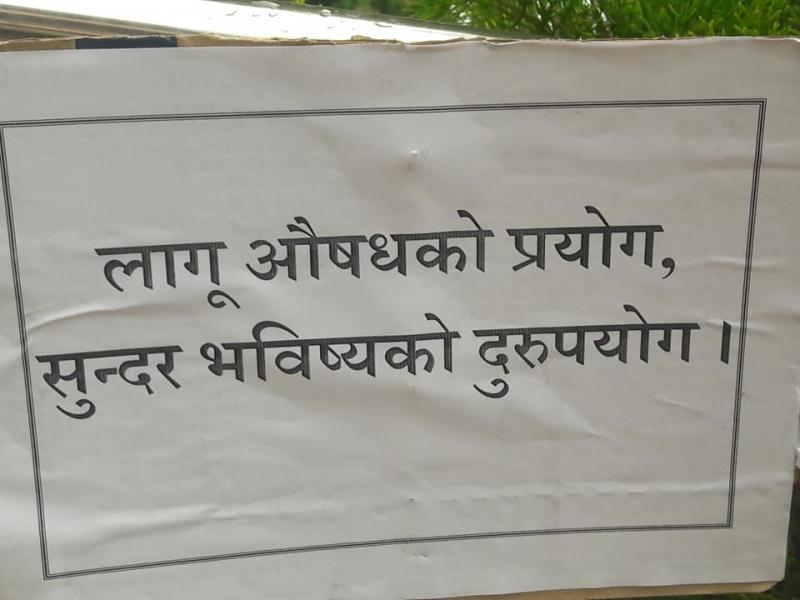 लागू औषधको प्रयोग,
सुन्दर भविष्यको दुरुपयोग ।